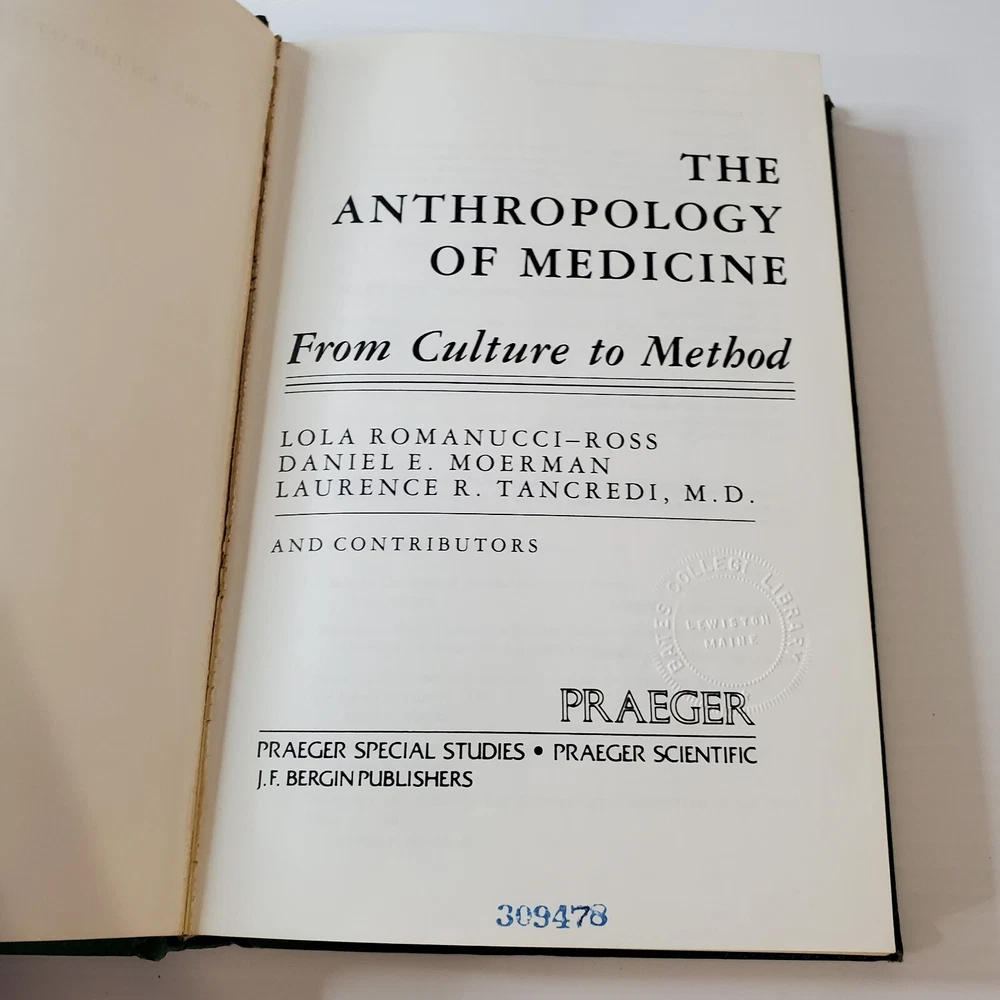 THE
ANTHROPOLOGY
OF MEDICINE
From Culture to Method
LOLA ROMANUCCI–ROSS
DANIEL E. MOERMAN
LAURENCE R. TANCREDI, M.D.
AND CONTRIBUTORS
BATES COLLEGE LIBRARY
LEWISTON
MAINE
PRAEGER
PRAEGER SPECIAL STUDIES • PRAEGER SCIENTIFIC
J.F. BERGIN PUBLISHERS
309478